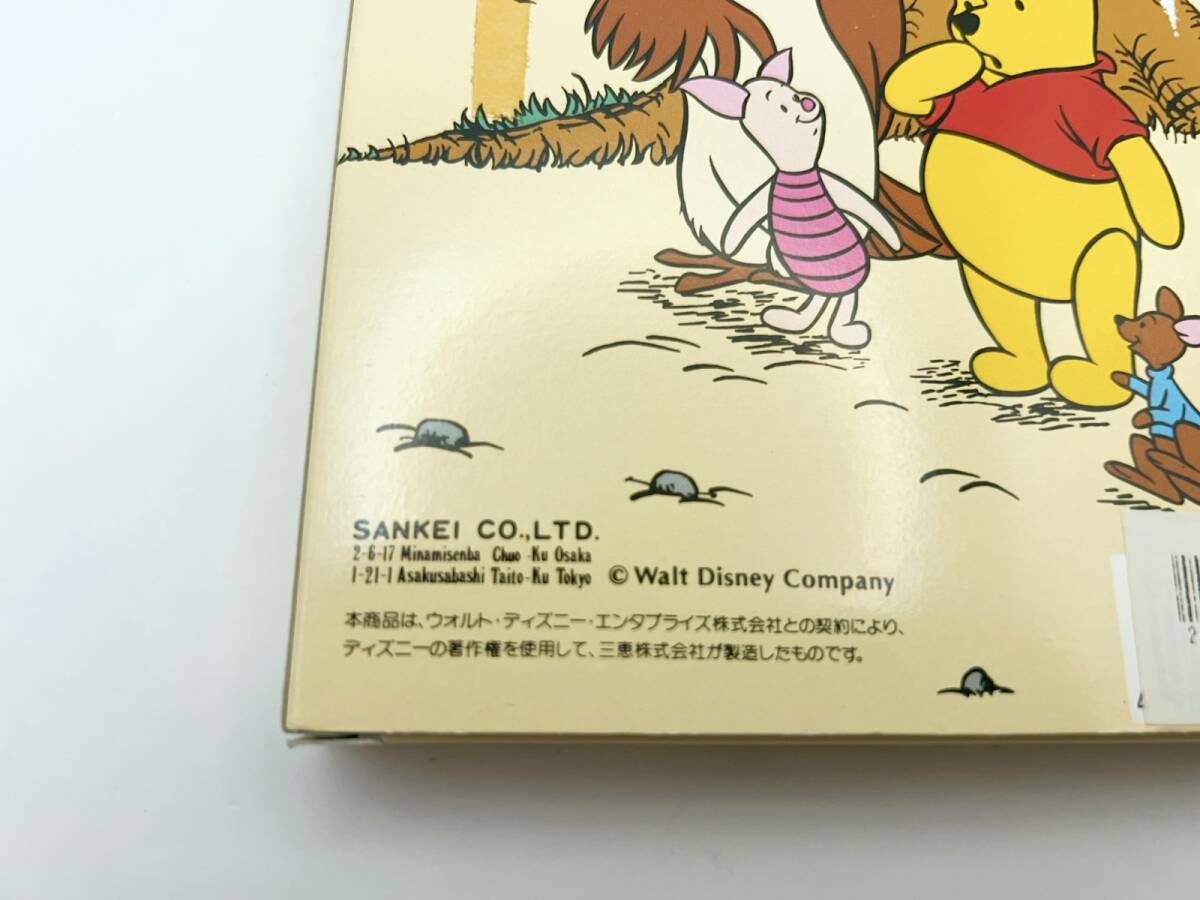 SANKEI CO.,LTD.
2-6-17 Minamisenba Chuo-Ku Osaka
1-21-1 Asakusabashi Taito-Ku Tokyo © Walt Disney Company
本商品は、ウォルト・ディズニー・エンタプライズ株式会社との契約により、
ディズニーの著作権を使用して、三恵株式会社が製造したものです。
2